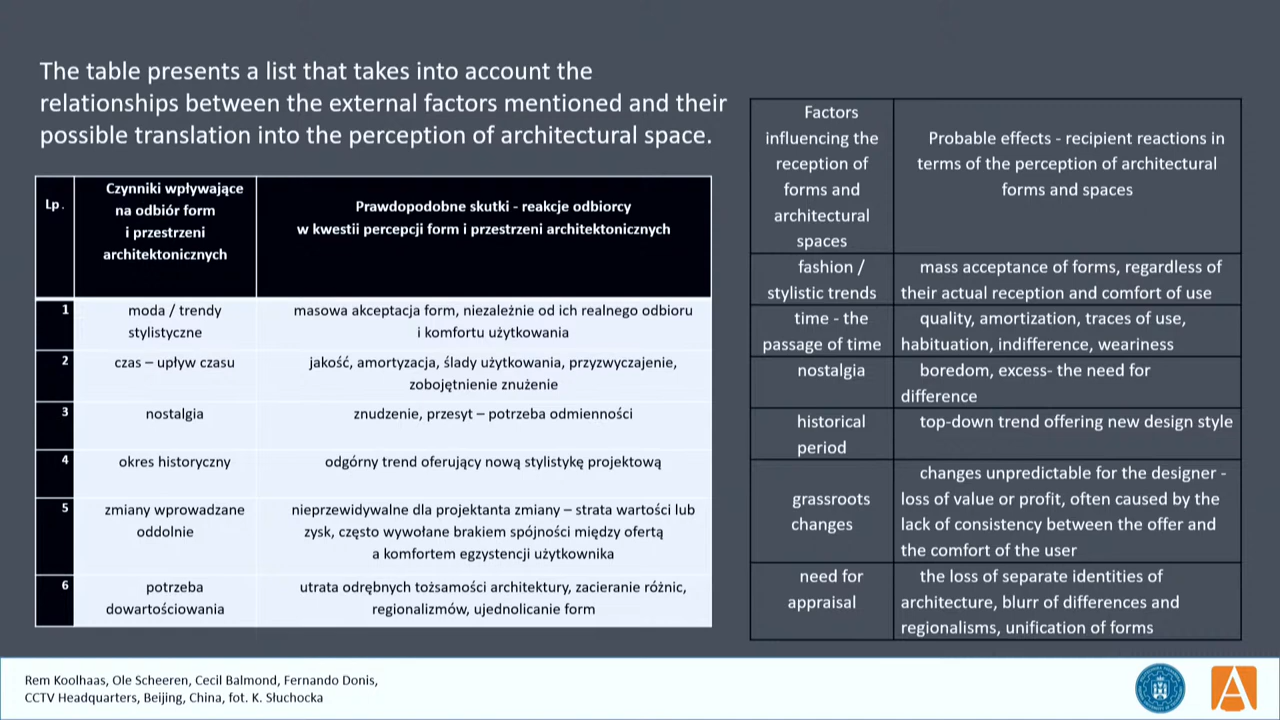 The table presents a list that takes into account the
relationships between the external factors mentioned and their
possible translation into the perception of architectural space.
Lp.
Czynniki wpływające
na odbiór form
i przestrzeni
architektonicznych
Prawdopodobne skutki - reakcje odbiorcy
w kwestii percepcji form i przestrzeni architektonicznych
1
moda / trendy
stylistyczne
masowa akceptacja form, niezależnie od ich realnego odbioru
i komfortu użytkowania
2
czas – upływ czasu
jakość, amortyzacja, ślady użytkowania, przyzwyczajenie,
zobojętnienie znużenie
3
nostalgia
znudzenie, przesyt – potrzeba odmienności
4
okres historyczny
odgórny trend oferujący nową stylistykę projektową
5
zmiany wprowadzane
oddolnie
nieprzewidywalne dla projektanta zmiany – strata wartości lub
zysk, często wywołane brakiem spójności między ofertą
a komfortem egzystencji użytkownika
6
potrzeba
dowartościowania
utrata odrębnych tożsamości architektury, zacieranie różnic,
regionalizmów, ujednolicanie form
Factors
influencing the
reception of
forms and
architectural
spaces
Probable effects - recipient reactions in
terms of the perception of architectural
forms and spaces
fashion /
stylistic trends
mass acceptance of forms, regardless of
their actual reception and comfort of use
time - the
passage of time
quality, amortization, traces of use,
habituation, indifference, weariness
nostalgia
boredom, excess- the need for
difference
historical
period
top-down trend offering new design style
grassroots
changes
changes unpredictable for the designer -
loss of value or profit, often caused by the
lack of consistency between the offer and
the comfort of the user
need for
appraisal
the loss of separate identities of
architecture, blurr of differences and
regionalisms, unification of forms
Rem Koolhaas, Ole Scheeren, Cecil Balmond, Fernando Donis,
CCTV Headquarters, Beijing, China, fot. K. Słuchocka